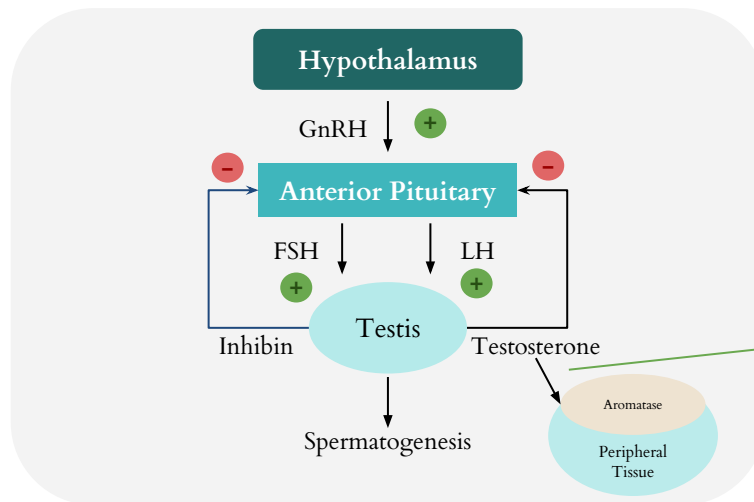 Hypothalamus
GnRH
+
−
−
Anterior Pituitary
FSH
LH
+
+
Testis
Inhibin
Testosterone
Aromatase
Spermatogenesis
Peripheral
Tissue